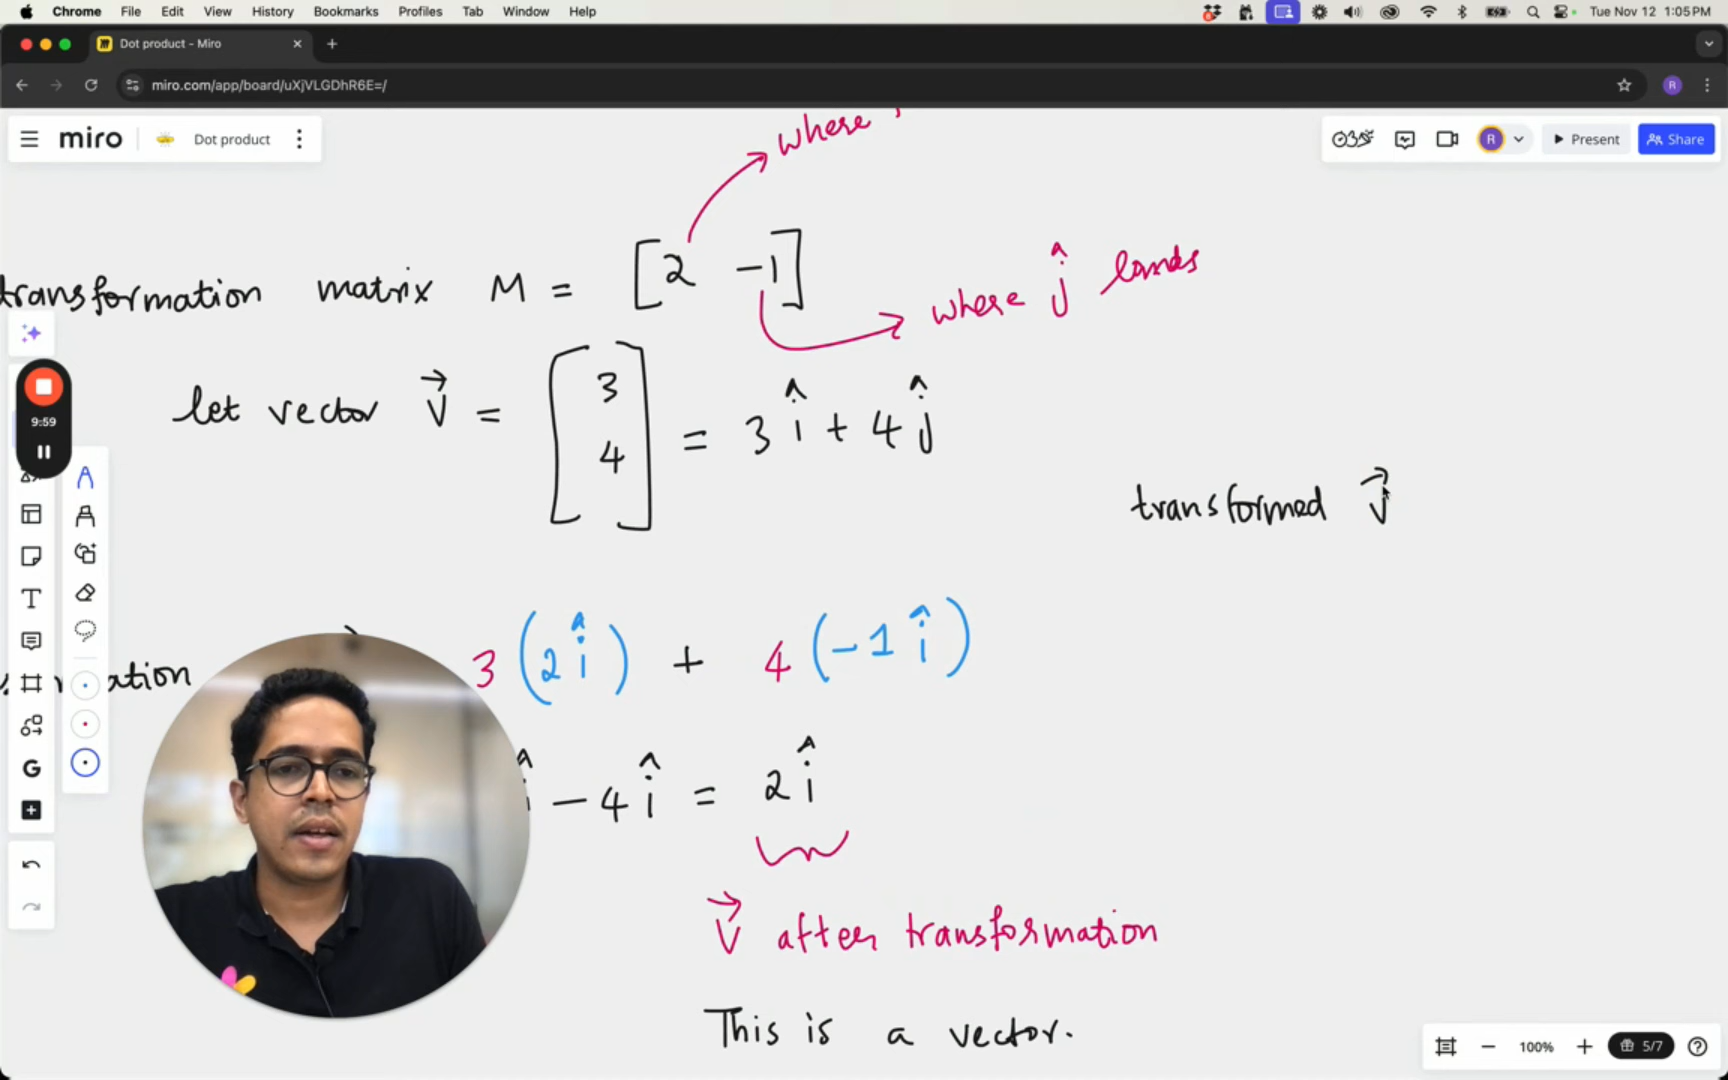 Chrome File Edit View History Bookmarks Profiles Tab Window Help Tue Nov 12 1:05 PM
Dot product - Miro
miro.com/app/board/uXjVLGDhR6E=/ R
miro Dot product R Present Share
where
transformation matrix M = [2 -1]
where ĵ lands
let vector v⃗ = [3 4] = 3î + 4ĵ
9:59
transformed v⃗
ation 3(2î) + 4(-1î)
- 4î = 2î
v⃗ after transformation
This is a vector.
100% 5/7